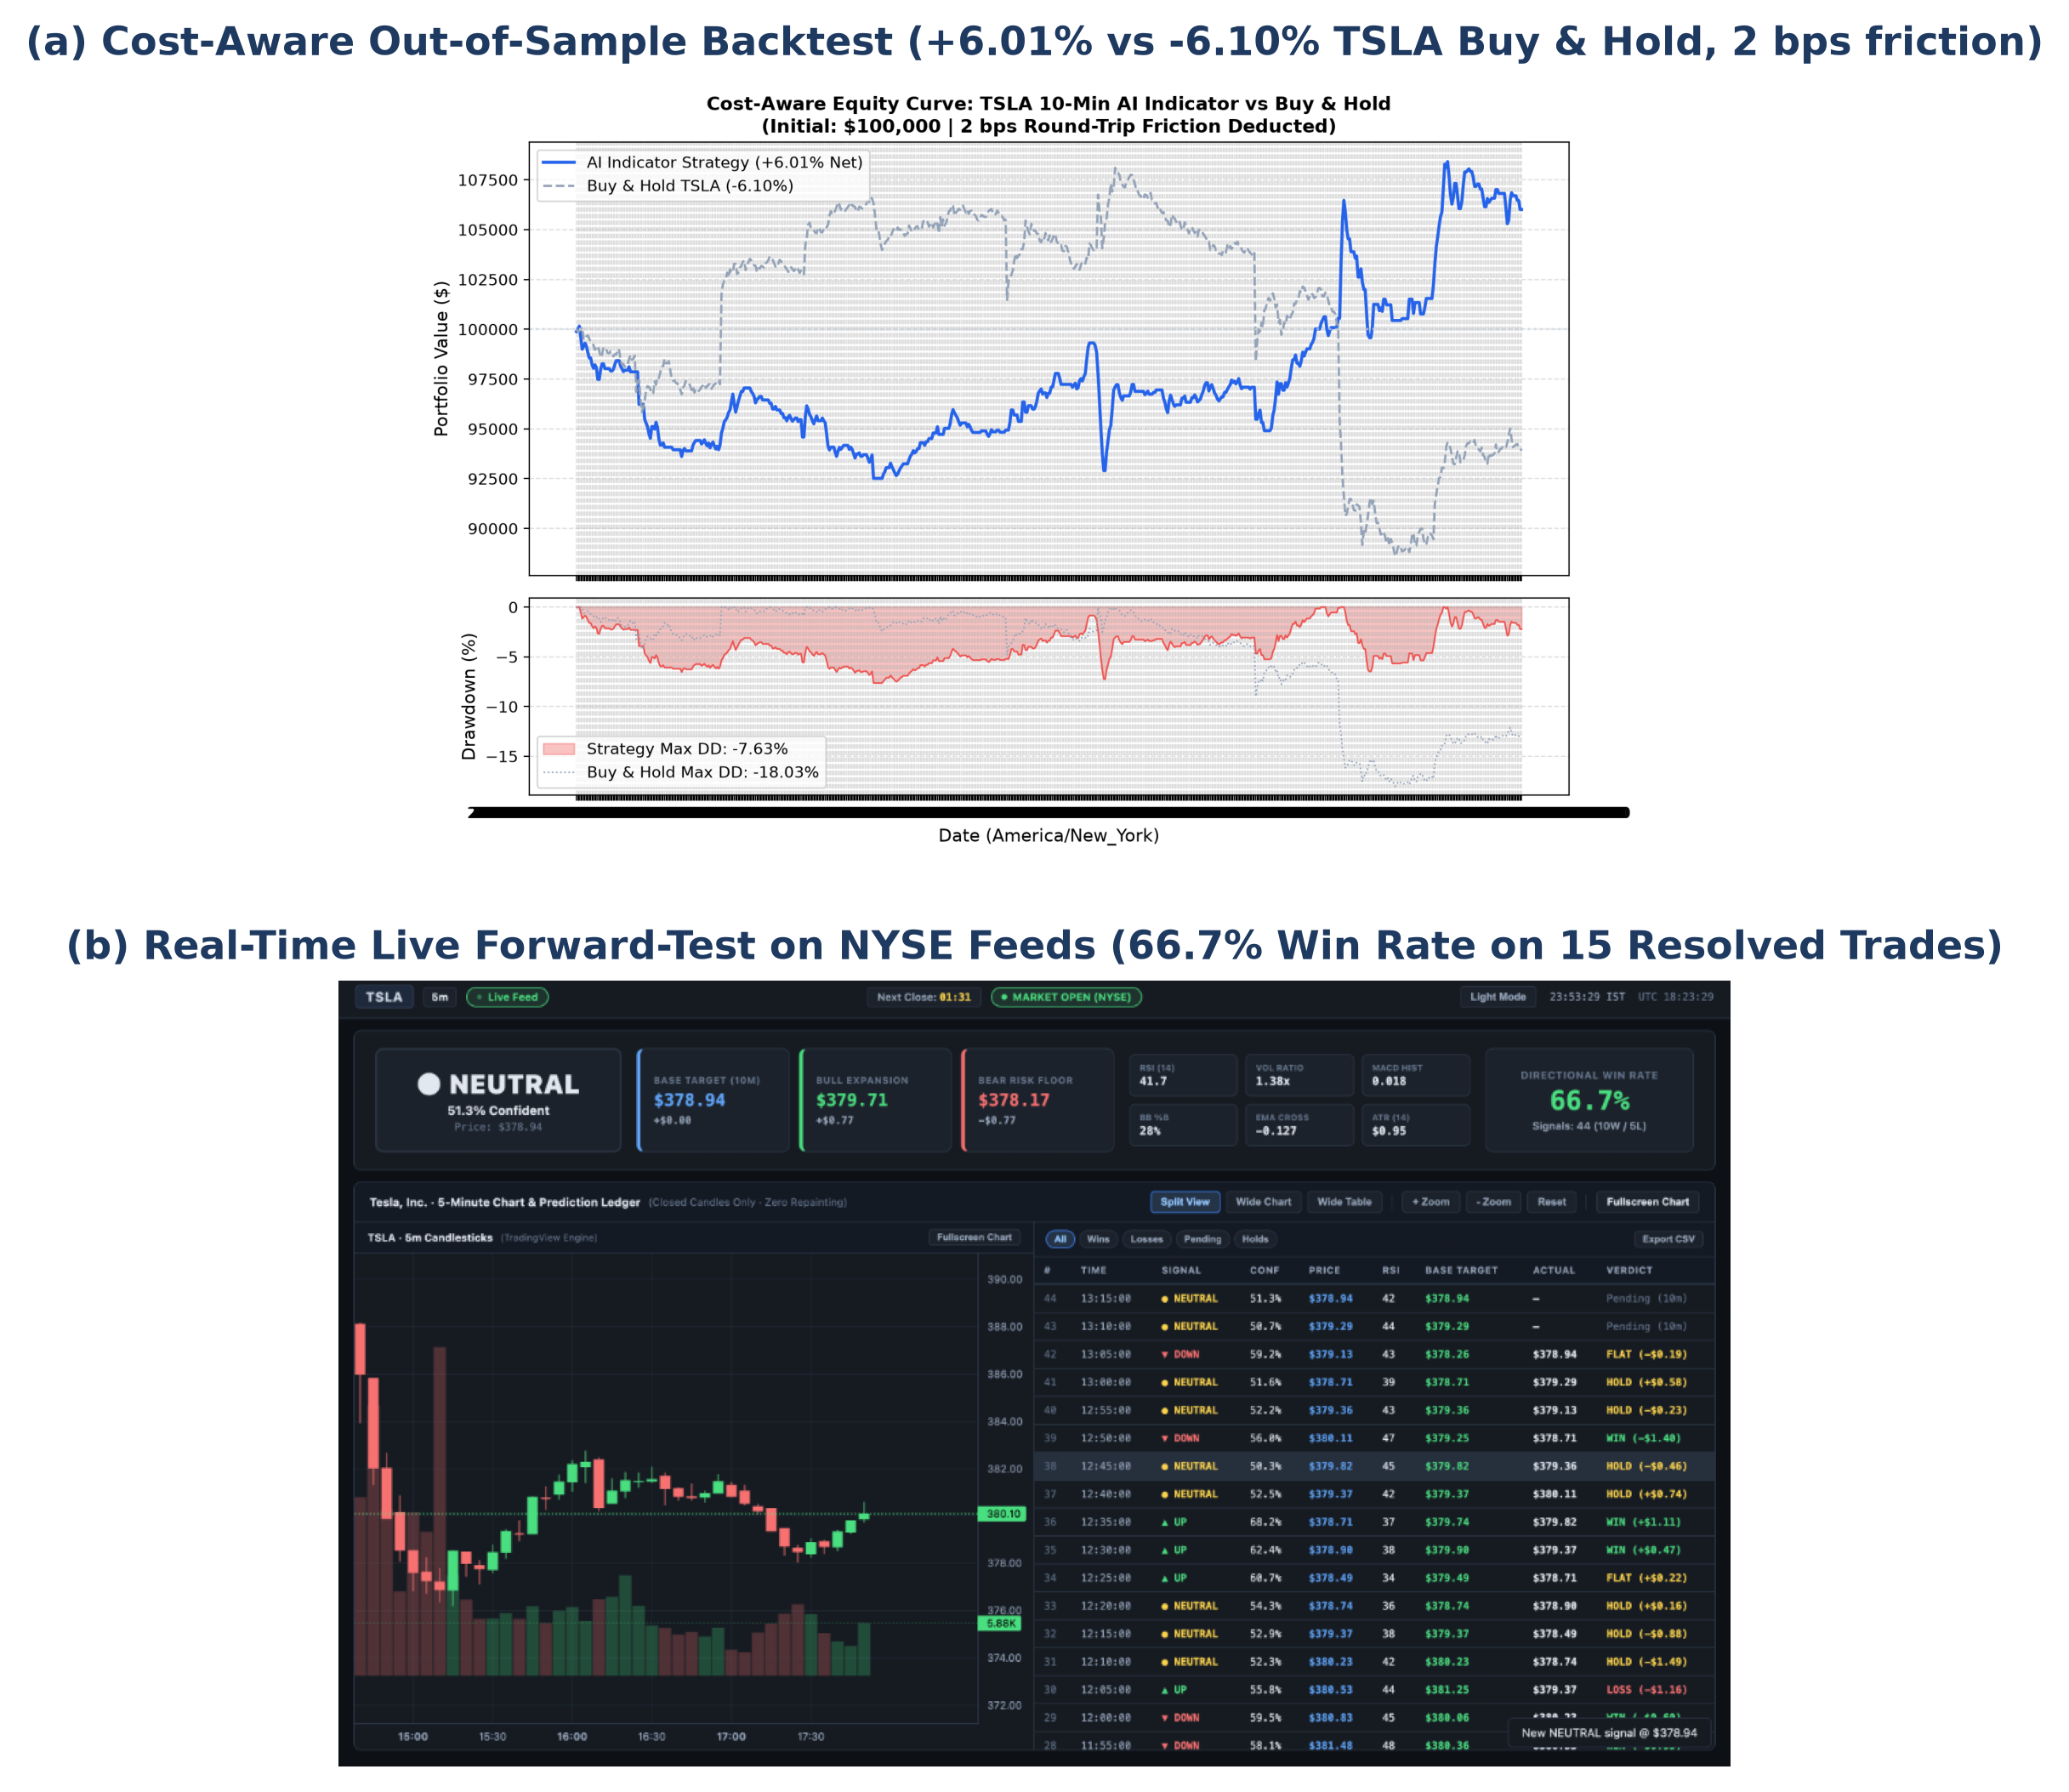 (a) Cost-Aware Out-of-Sample Backtest (+6.01% vs -6.10% TSLA Buy & Hold, 2 bps friction)
Cost-Aware Equity Curve: TSLA 10-Min AI Indicator vs Buy & Hold
(Initial: $100,000 | 2 bps Round-Trip Friction Deducted)
AI Indicator Strategy (+6.01% Net)
Buy & Hold TSLA (-6.10%)
Portfolio Value ($)
107500
105000
102500
100000
97500
95000
92500
90000
Drawdown (%)
0
−5
−10
−15
Strategy Max DD: -7.63%
Buy & Hold Max DD: -18.03%
Date (America/New_York)
(b) Real-Time Live Forward-Test on NYSE Feeds (66.7% Win Rate on 15 Resolved Trades)
TSLA 5m Live Feed Next Close: 01:31 MARKET OPEN (NYSE) Light Mode 23:53:29 IST UTC 18:23:29
NEUTRAL
51.3% Confident
Price: $378.94
BASE TARGET (10M)
$378.94
+$0.00
BULL EXPANSION
$379.71
+$0.77
BEAR RISK FLOOR
$378.17
−$0.77
RSI (14)
41.7
VOL RATIO
1.38x
MACD HIST
0.018
BB %B
28%
EMA CROSS
−0.127
ATR (14)
$0.95
DIRECTIONAL WIN RATE
66.7%
Signals: 44 (10W / 5L)
Tesla, Inc. · 5-Minute Chart & Prediction Ledger (Closed Candles Only · Zero Repainting)
Split View Wide Chart Wide Table + Zoom - Zoom Reset Fullscreen Chart
TSLA · 5m Candlesticks (TradingView Engine) Fullscreen Chart
390.00
388.00
386.00
384.00
382.00
380.10
378.00
376.00
5.88K
374.00
372.00
15:00 15:30 16:00 16:30 17:00 17:30
All Wins Losses Pending Holds Export CSV
# TIME SIGNAL CONF PRICE RSI BASE TARGET ACTUAL VERDICT
44 13:15:00 NEUTRAL 51.3% $378.94 42 $378.94 — Pending (10m)
43 13:10:00 NEUTRAL 50.7% $379.29 44 $379.29 — Pending (10m)
42 13:05:00 ▼ DOWN 59.2% $379.13 43 $378.26 $378.94 FLAT (−$0.19)
41 13:00:00 NEUTRAL 51.6% $378.71 39 $378.71 $379.29 HOLD (+$0.58)
40 12:55:00 NEUTRAL 52.2% $379.36 43 $379.36 $379.13 HOLD (−$0.23)
39 12:50:00 ▼ DOWN 56.0% $380.11 47 $379.25 $378.71 WIN (−$1.40)
38 12:45:00 NEUTRAL 50.3% $379.82 45 $379.82 $379.36 HOLD (−$0.46)
37 12:40:00 NEUTRAL 52.5% $379.37 42 $379.37 $380.11 HOLD (+$0.74)
36 12:35:00 ▲ UP 68.2% $378.71 37 $379.74 $379.82 WIN (+$1.11)
35 12:30:00 ▲ UP 62.4% $378.90 38 $379.90 $379.37 WIN (+$0.47)
34 12:25:00 ▲ UP 60.7% $378.49 34 $379.49 $378.71 FLAT (+$0.22)
33 12:20:00 NEUTRAL 54.3% $378.74 36 $378.74 $378.90 HOLD (+$0.16)
32 12:15:00 NEUTRAL 52.9% $379.37 38 $379.37 $378.49 HOLD (−$0.88)
31 12:10:00 NEUTRAL 52.3% $380.23 42 $380.23 $378.74 HOLD (−$1.49)
30 12:05:00 ▲ UP 55.8% $380.53 44 $381.25 $379.37 LOSS (−$1.16)
29 12:00:00 ▼ DOWN 59.5% $380.83 45 $380.06
28 11:55:00 ▼ DOWN 58.1% $381.48 48 $380.36
New NEUTRAL signal @ $378.94